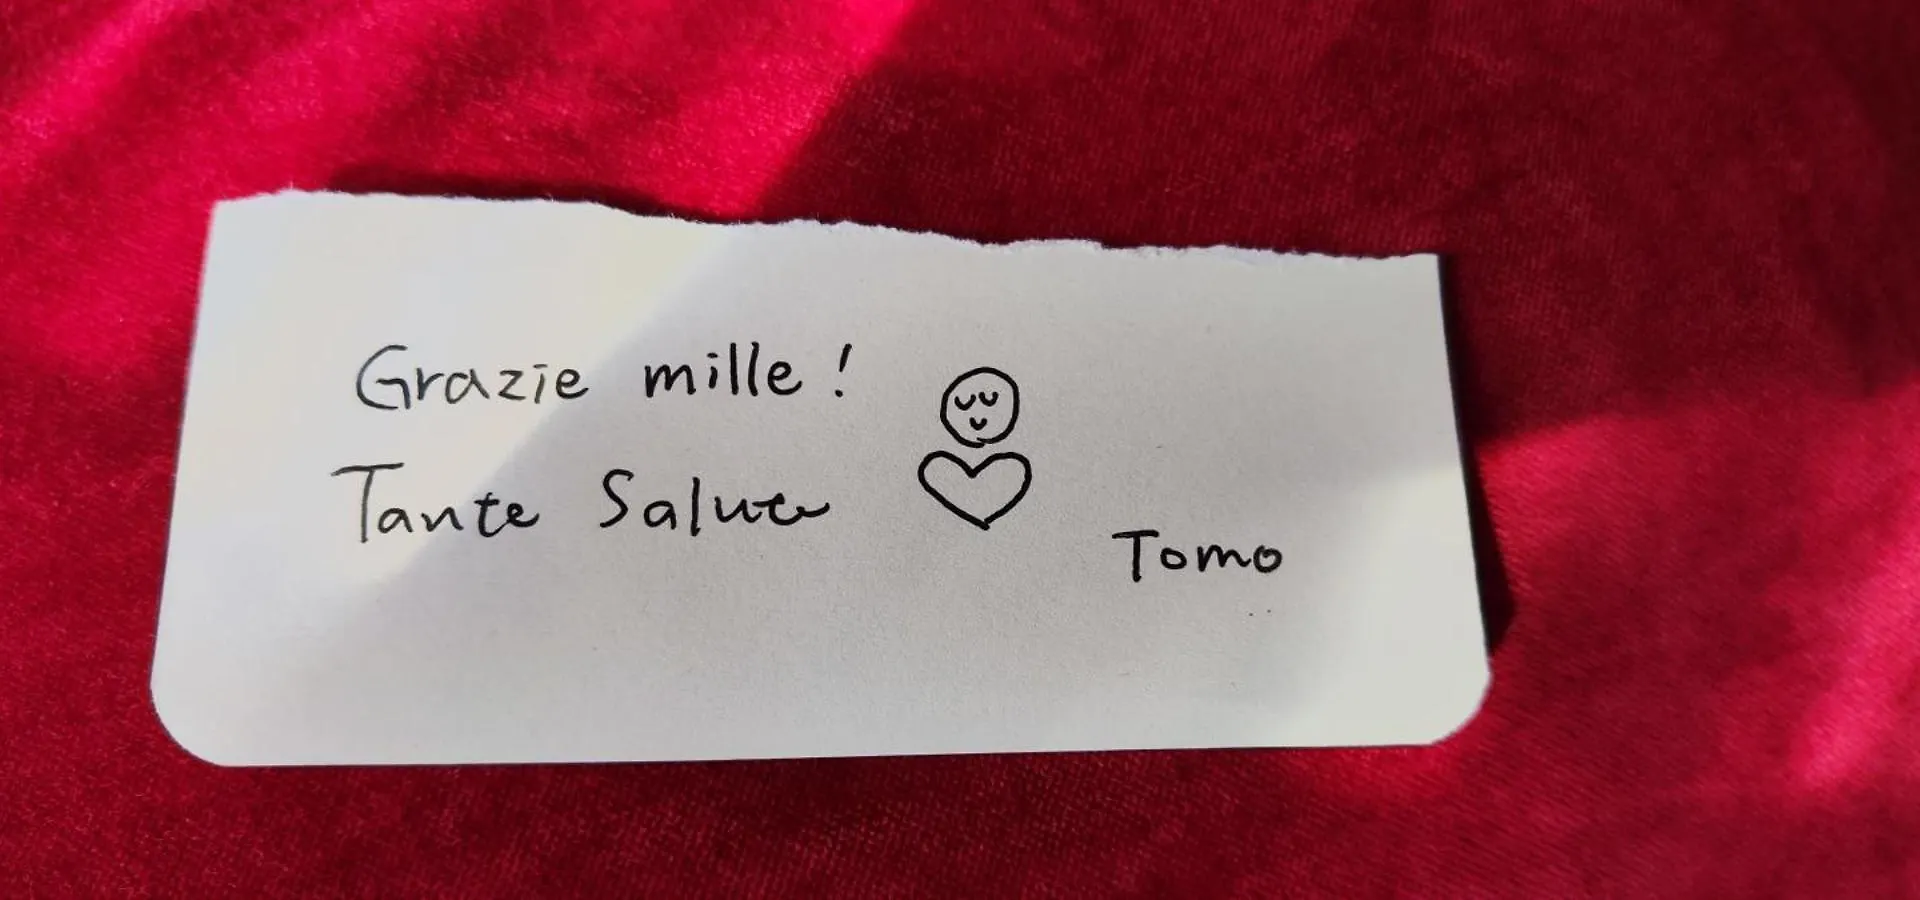 Grazie mille!
Tante Salute
Tomo